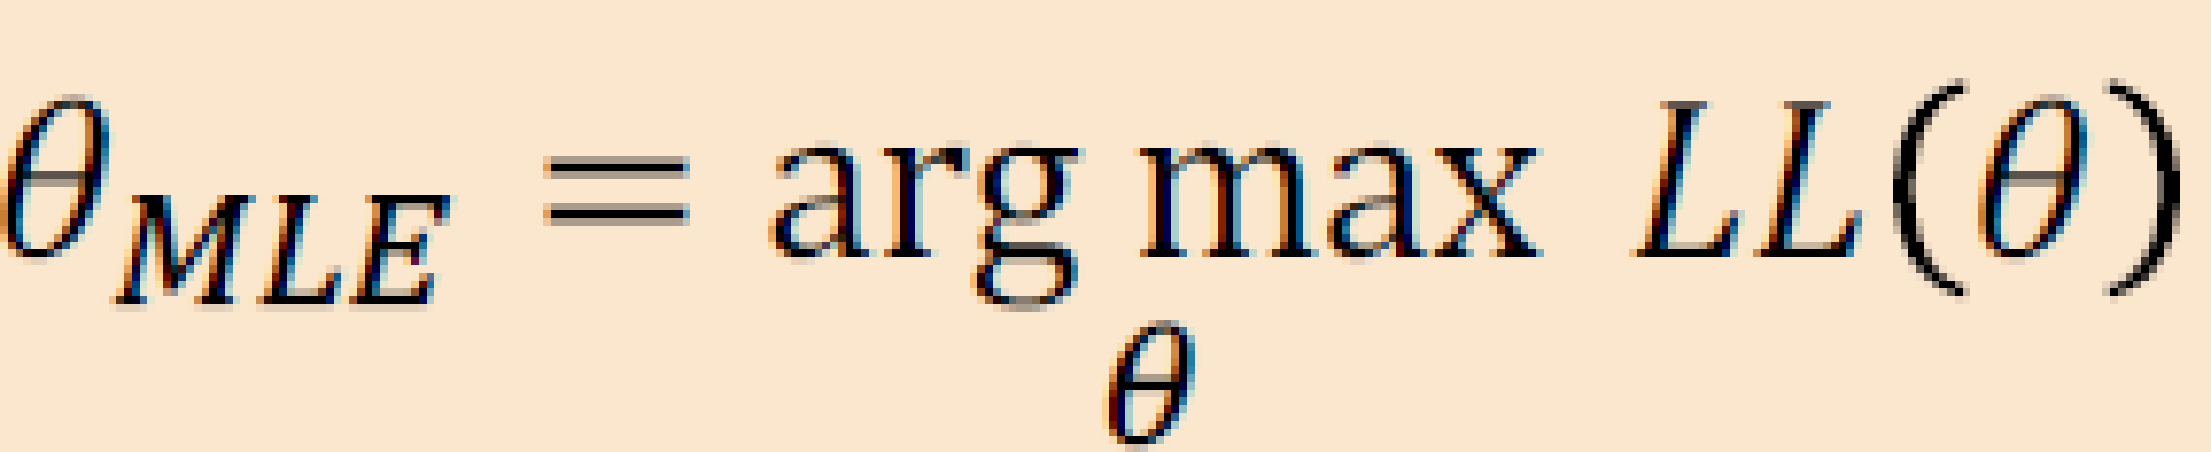 θ_MLE = arg max LL(θ)
θ